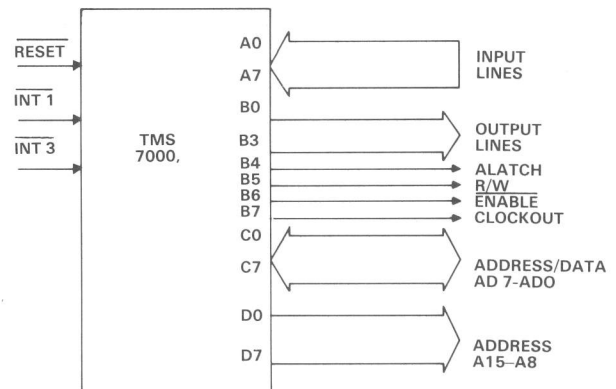 RESET
INT 1
INT 3
TMS
7000,
A0
A7
B0
B3
B4
B5
B6
B7
C0
C7
D0
D7
INPUT
LINES
OUTPUT
LINES
ALATCH
R/W
ENABLE
CLOCKOUT
ADDRESS/DATA
AD 7-ADO
ADDRESS
A15–A8